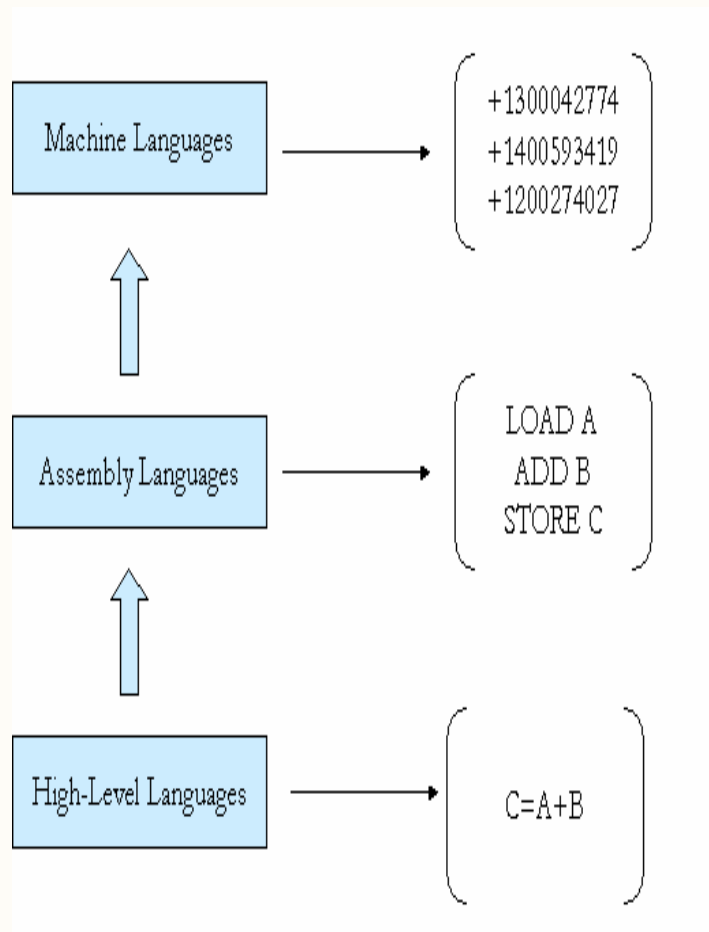 Machine Languages
+1300042774
+1400593419
+1200274027
Assembly Languages
LOAD A
ADD B
STORE C
High-Level Languages
C=A+B